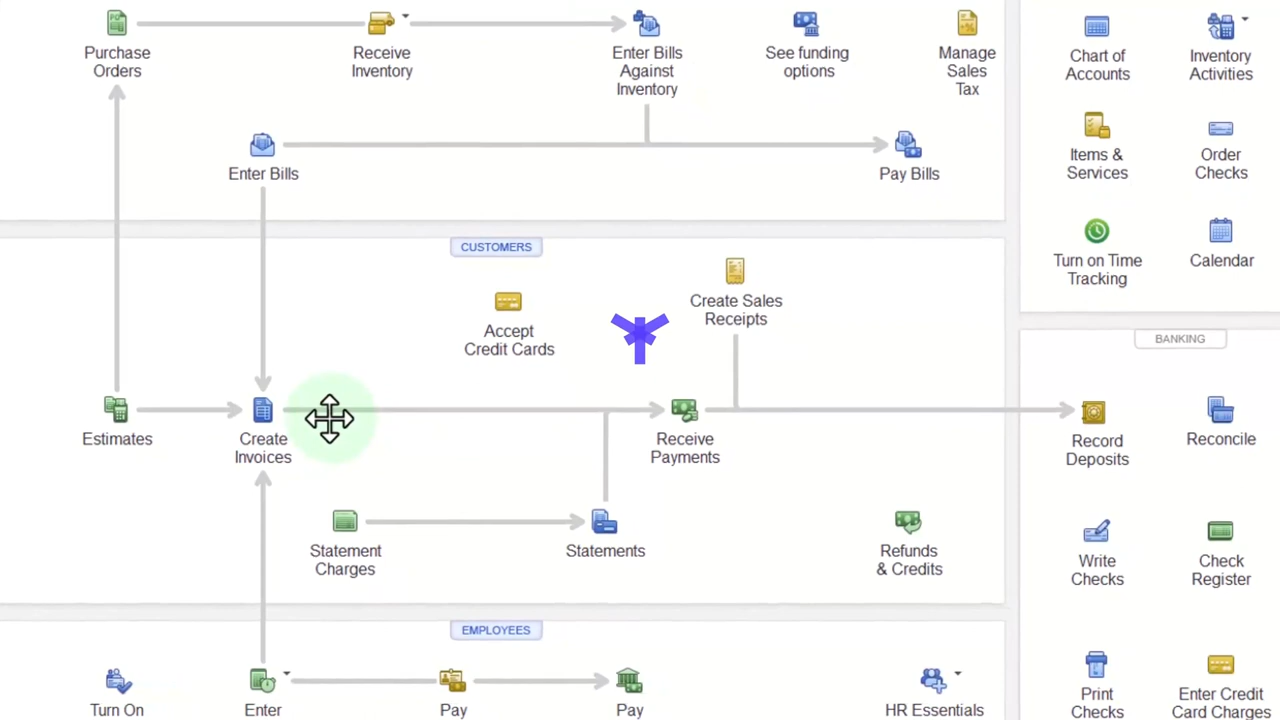 Purchase
Orders
Receive
Inventory
Enter Bills
Against
Inventory
See funding
options
Manage
Sales
Tax
Chart of
Accounts
Inventory
Activities
Enter Bills
Pay Bills
Items &
Services
Order
Checks
Turn on Time
Tracking
Calendar
CUSTOMERS
Accept
Credit Cards
Create Sales
Receipts
BANKING
Estimates
Create
Invoices
Receive
Payments
Record
Deposits
Reconcile
Statement
Charges
Statements
Refunds
& Credits
Write
Checks
Check
Register
EMPLOYEES
Turn On
Enter
Pay
Pay
HR Essentials
Print
Checks
Enter Credit
Card Charges